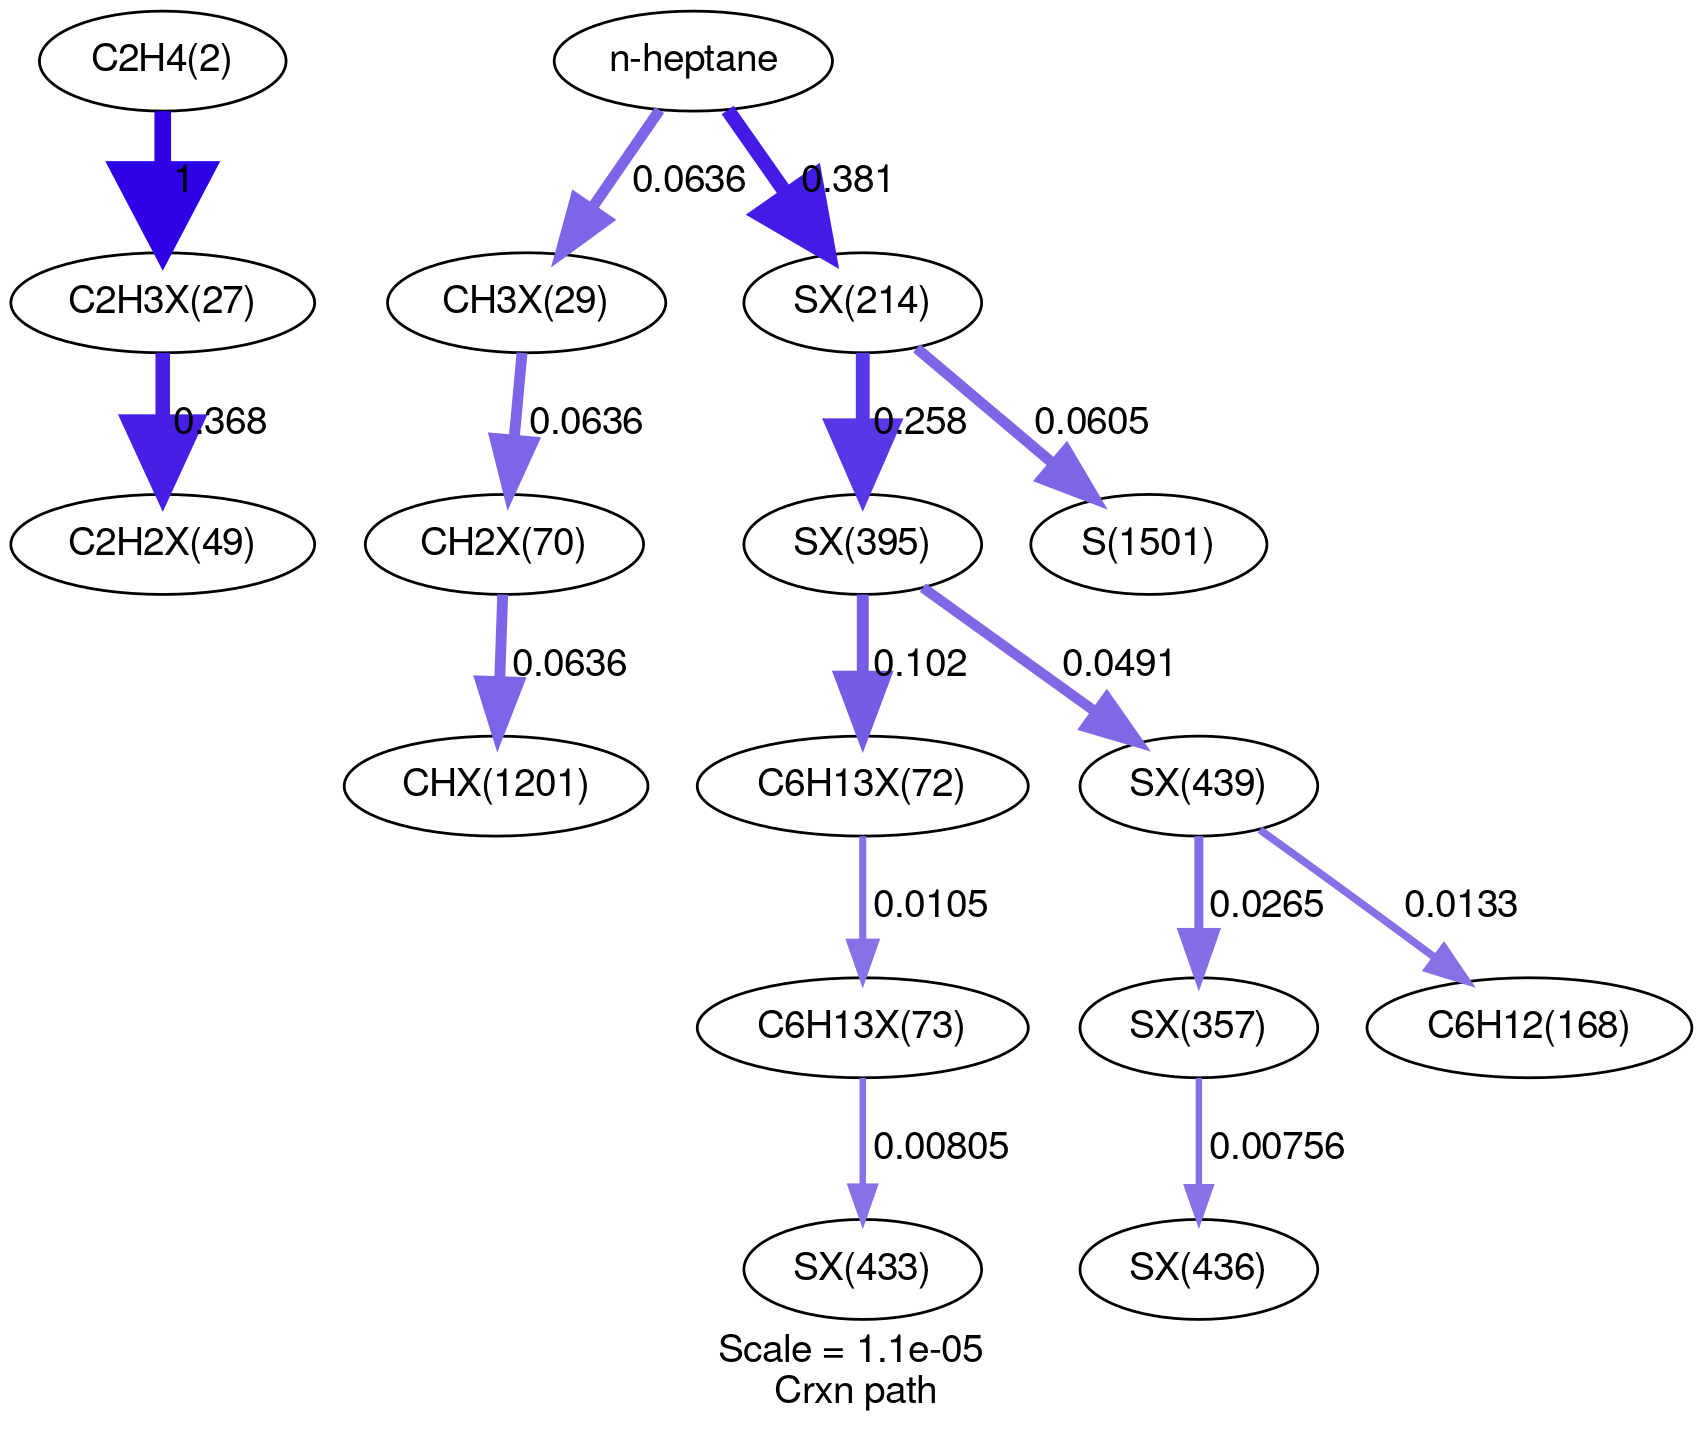 C2H4(2)
n-heptane
1
0.0636
0.381
C2H3X(27)
CH3X(29)
SX(214)
0.368
0.0636
0.258
0.0605
C2H2X(49)
CH2X(70)
SX(395)
S(1501)
0.0636
0.102
0.0491
CHX(1201)
C6H13X(72)
SX(439)
0.0105
0.0265
0.0133
C6H13X(73)
SX(357)
C6H12(168)
0.00805
0.00756
SX(433)
SX(436)
Scale = 1.1e-05
Crxn path